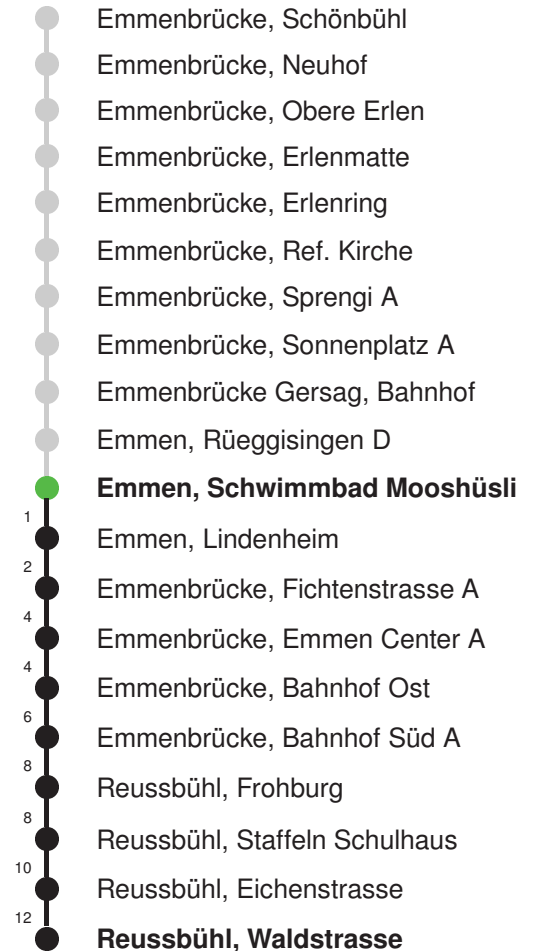 Emmenbrücke, Schönbühl
Emmenbrücke, Neuhof
Emmenbrücke, Obere Erlen
Emmenbrücke, Erlenmatte
Emmenbrücke, Erlenring
Emmenbrücke, Ref. Kirche
Emmenbrücke, Sprengi A
Emmenbrücke, Sonnenplatz A
Emmenbrücke Gersag, Bahnhof
Emmen, Rüeggisingen D
Emmen, Schwimmbad Mooshüsli
1
Emmen, Lindenheim
2
Emmenbrücke, Fichtenstrasse A
4
Emmenbrücke, Emmen Center A
4
Emmenbrücke, Bahnhof Ost
6
Emmenbrücke, Bahnhof Süd A
8
Reussbühl, Frohburg
8
Reussbühl, Staffeln Schulhaus
10
Reussbühl, Eichenstrasse
12
Reussbühl, Waldstrasse